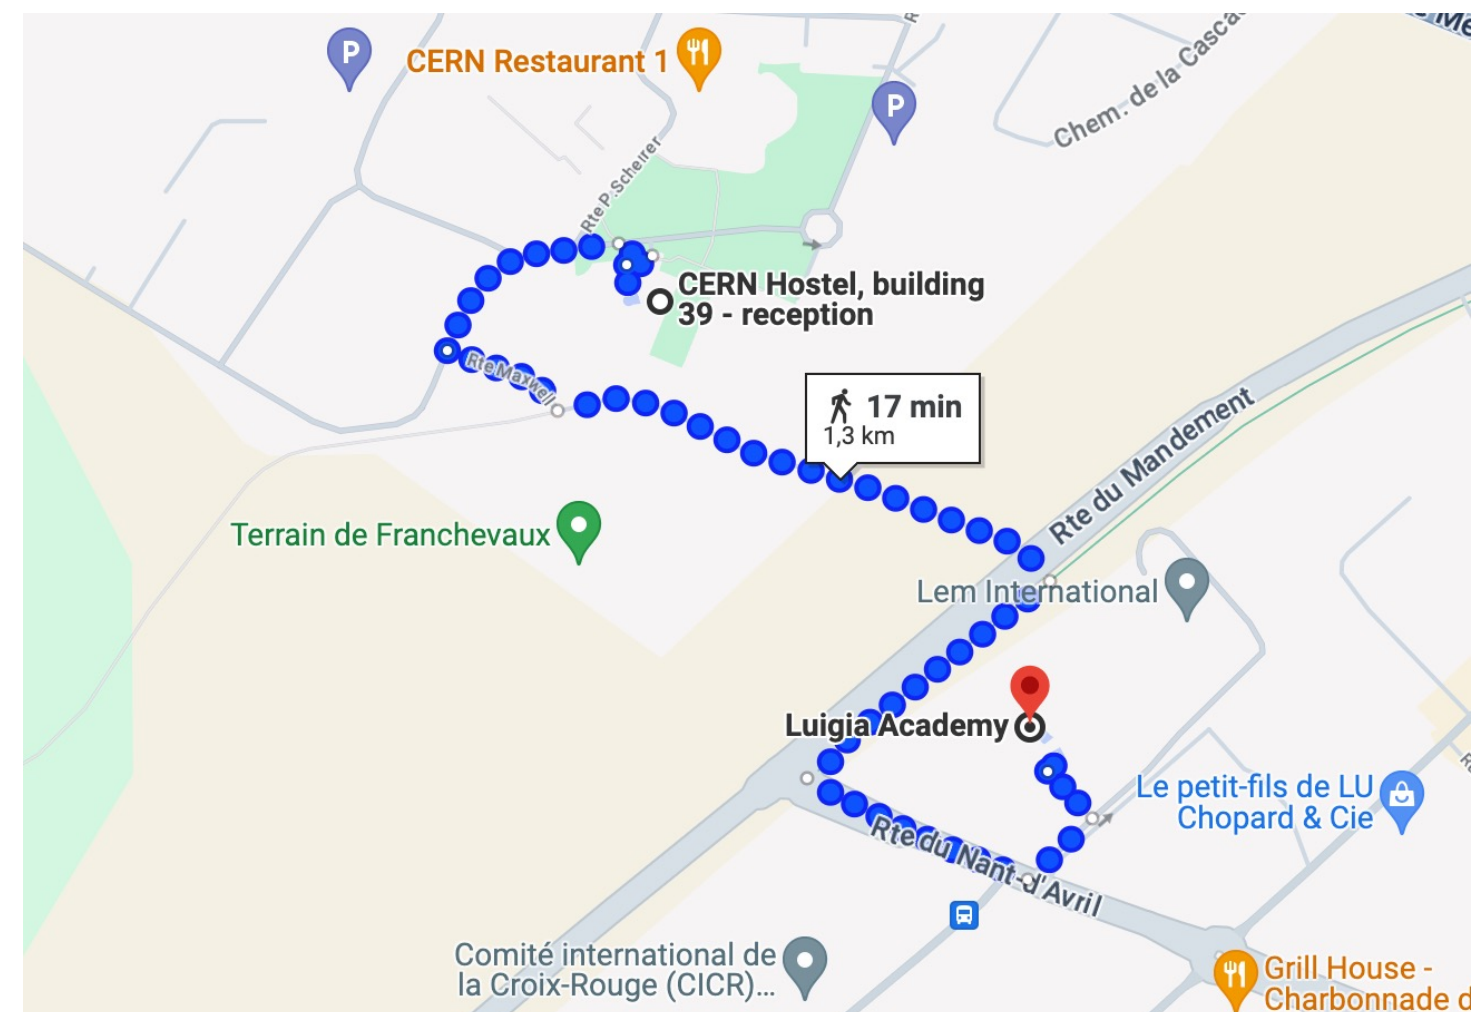 P
CERN Restaurant 1
P
Chem. de la Casca
Rte P. Scherrer
CERN Hostel, building
39 - reception
Rte Maxwell
17 min
1,3 km
Rte du Mandement
Terrain de Franchevaux
Lem International
Luigia Academy
Le petit-fils de LU
Chopard & Cie
Rte du Nant-d'Avril
Comité international de
la Croix-Rouge (CICR)...
Grill House -
Charbonnade d